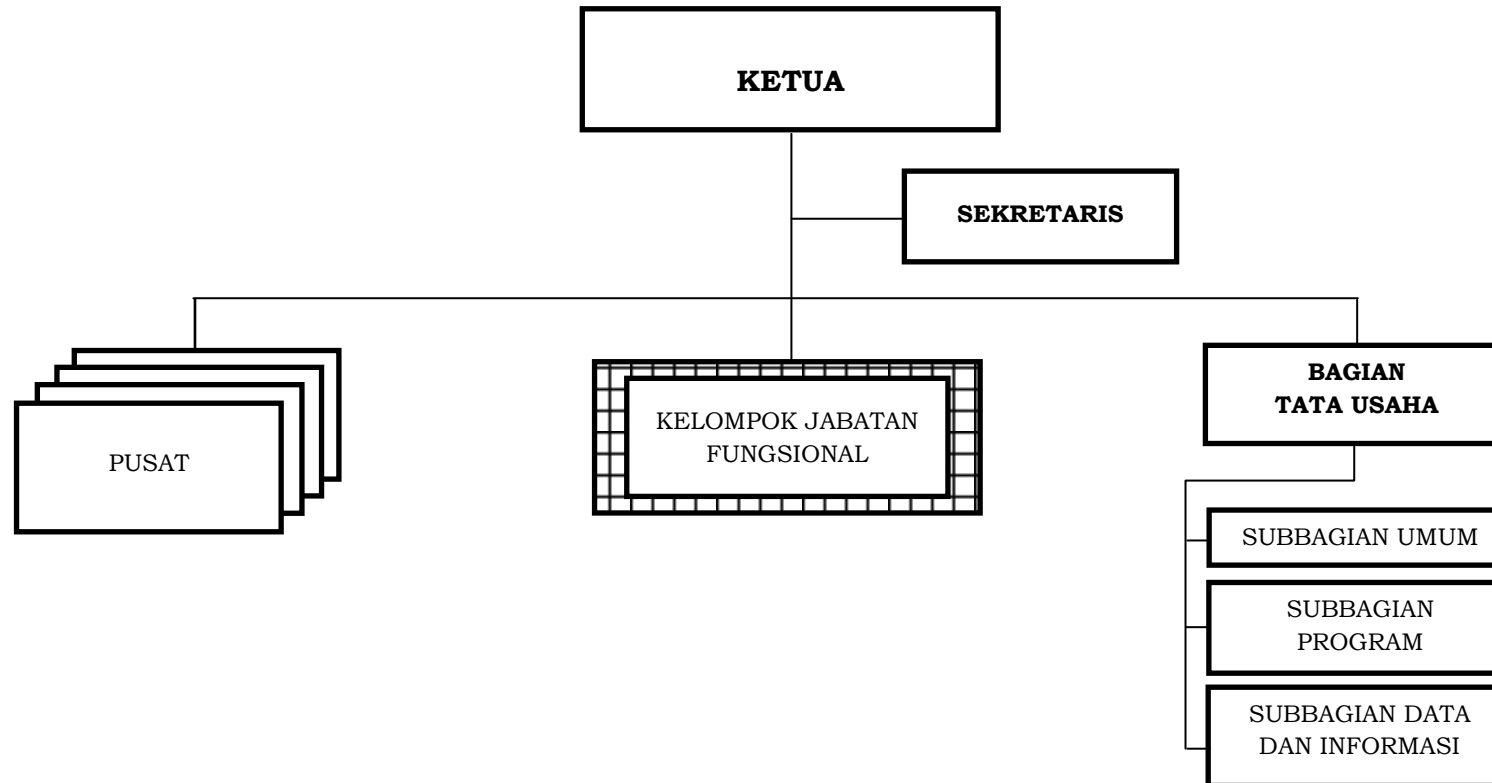 KETUA
SEKRETARIS
PUSAT
KELOMPOK JABATAN
FUNGSIONAL
BAGIAN
TATA USAHA
SUBBAGIAN UMUM
SUBBAGIAN
PROGRAM
SUBBAGIAN DATA
DAN INFORMASI